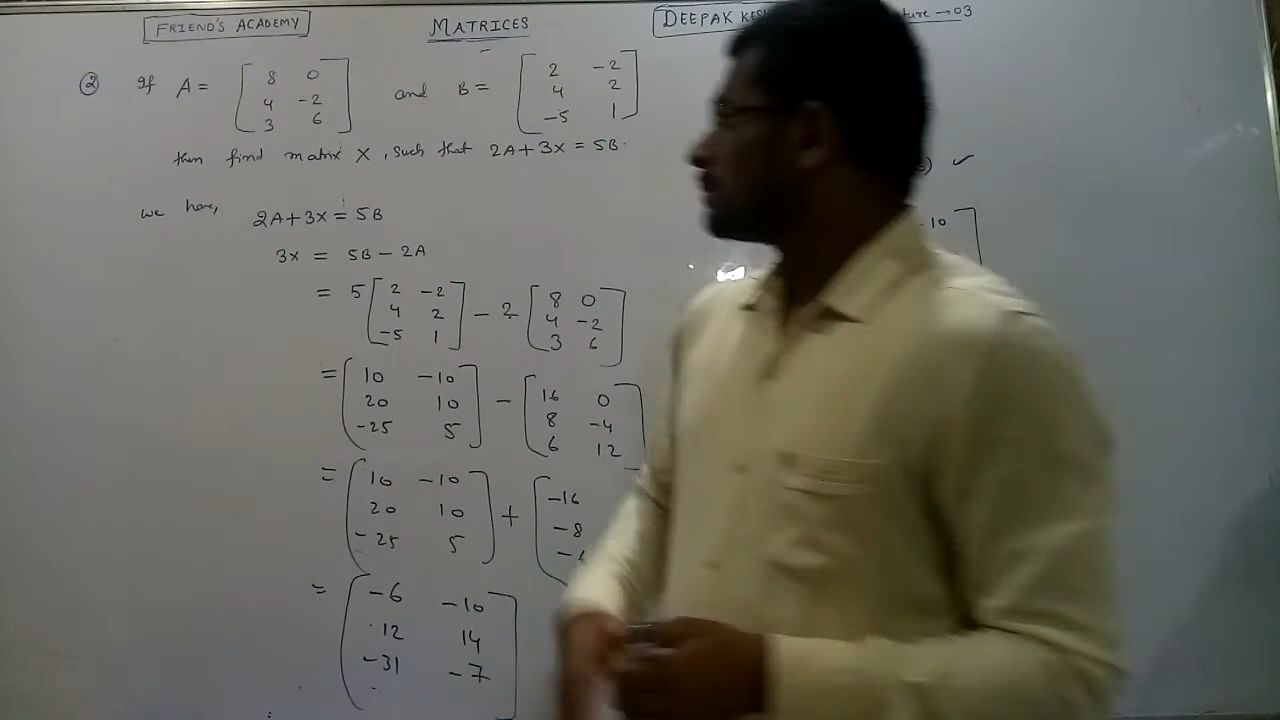 FRIEND'S ACADEMY MATRICES DEEPAK →03
② If A = [ 8 0 and B = [ 2 -2
4 -2 4 2
3 6 ] -5 1 ]
then find matrix X, such that 2A+3X = 5B.
we have, 2A+3X = 5B
3X = 5B - 2A
= 5 [ 2 -2 - 2 [ 8 0
4 2 4 -2
-5 1 ] 3 6 ]
= [ 10 -10 - [ 16 0
20 10 8 -4
-25 5 ] 6 12 ]
= [ 10 -10 + [ -16
20 10 -8
-25 5 ]
= [ -6 -10
12 14
-31 -7 ]
-10 ]